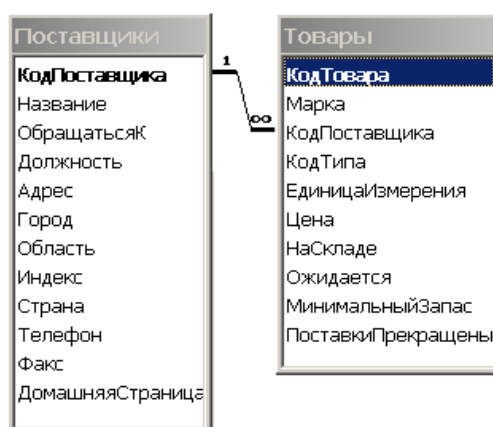 Поставщики
КодПоставщика
Название
ОбращатьсяК
Должность
Адрес
Город
Область
Индекс
Страна
Телефон
Факс
ДомашняяСтраница
1
∞
Товары
КодТовара
Марка
КодПоставщика
КодТипа
ЕдиницаИзмерения
Цена
НаСкладе
Ожидается
МинимальныйЗапас
ПоставкиПрекращены